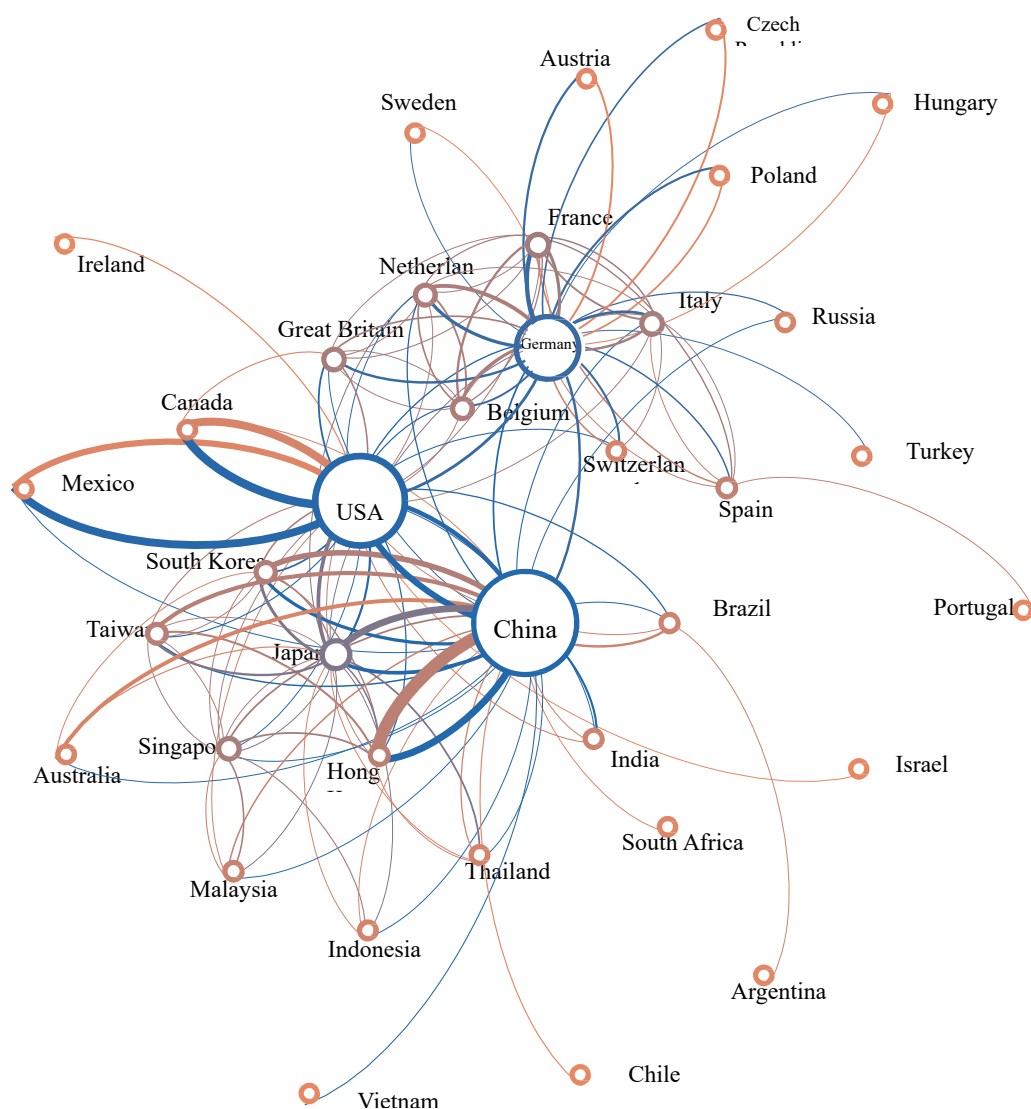 Czech
Austria
Sweden
Hungary
Poland
France
Ireland
Netherlan
Italy
Russia
Great Britain
Germany
Canada
Belgium
Turkey
Switzerlan
Mexico
Spain
USA
South Korea
Brazil
Portugal
Taiwa
China
Japa
Singapo
India
Israel
Hong
Australia
South Africa
Thailand
Malaysia
Indonesia
Argentina
Chile
Vietnam